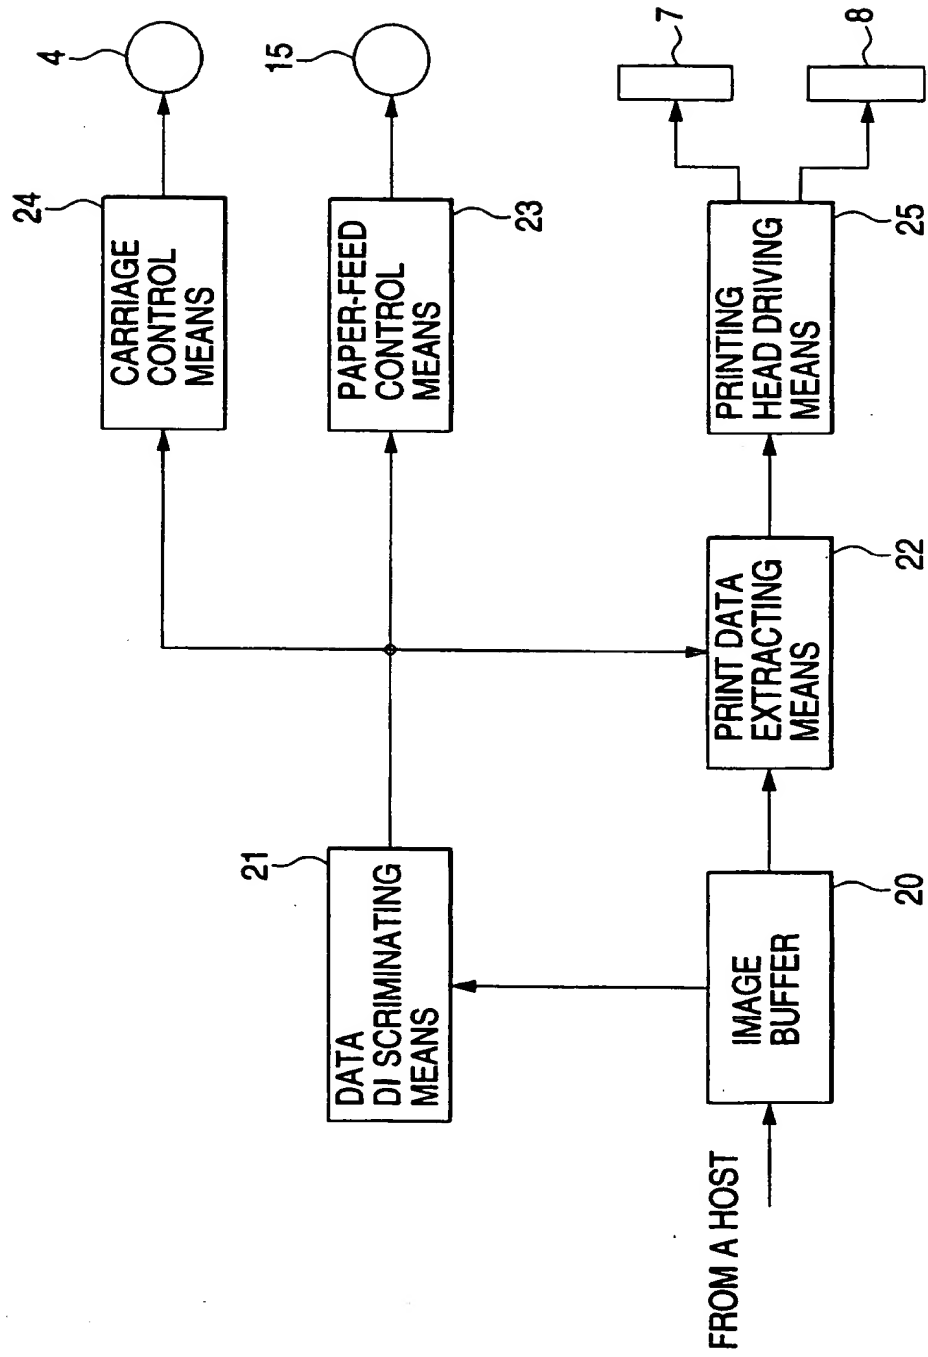 24
4
CARRIAGE
CONTROL
MEANS
21
15
DATA
DI SCRIMINATING
MEANS
PAPER-FEED
CONTROL
MEANS
23
7
FROM A HOST
IMAGE
BUFFER
PRINT DATA
EXTRACTING
MEANS
PRINTING
HEAD DRIVING
MEANS
8
20
22
25